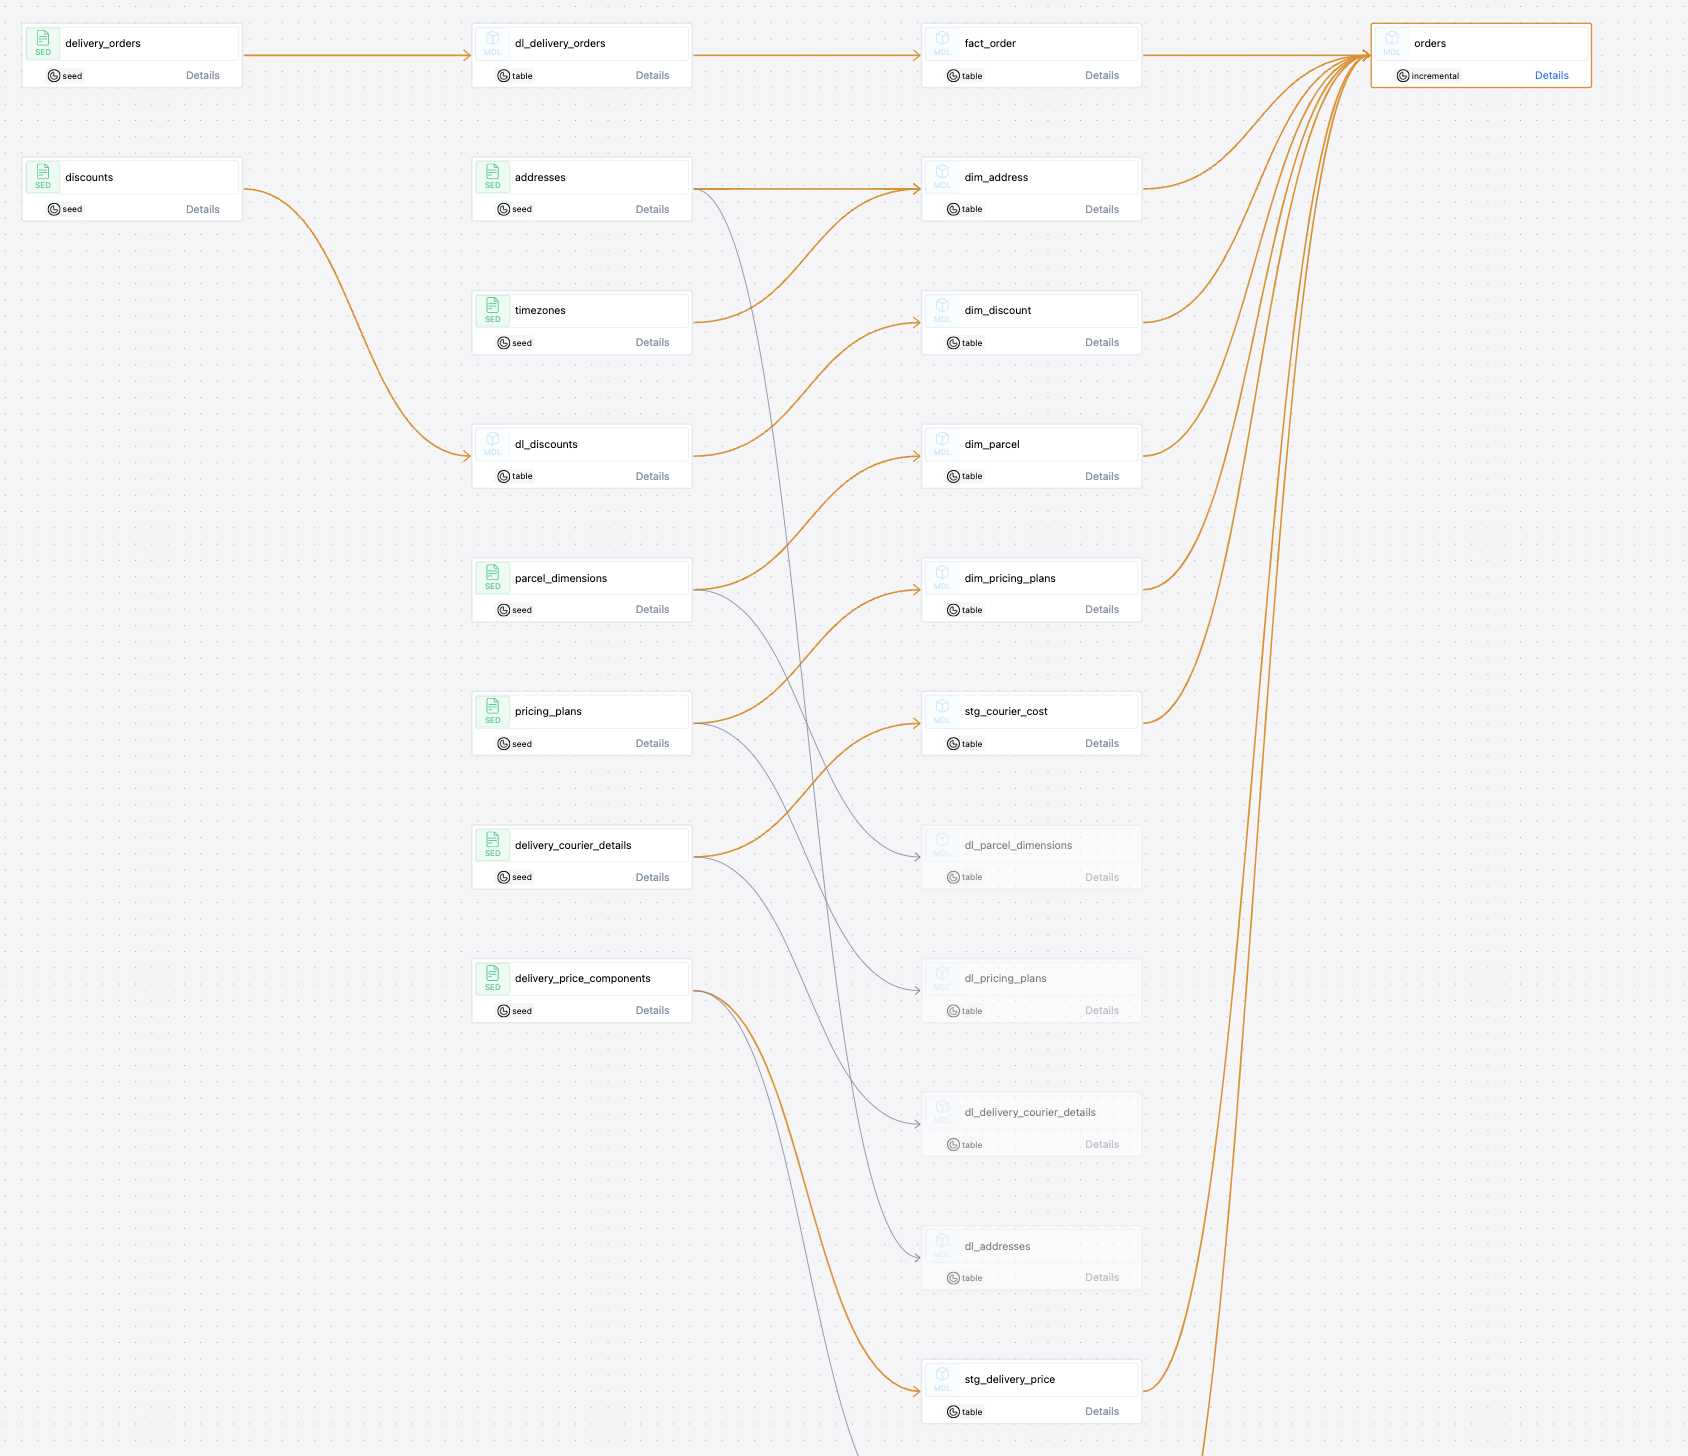 delivery_orders
SED
seed Details
dl_delivery_orders
MDL
table Details
fact_order
MDL
table Details
orders
MDL
incremental Details
discounts
SED
seed Details
addresses
SED
seed Details
dim_address
MDL
table Details
timezones
SED
seed Details
dim_discount
MDL
table Details
dl_discounts
MDL
table Details
dim_parcel
MDL
table Details
parcel_dimensions
SED
seed Details
dim_pricing_plans
MDL
table Details
pricing_plans
SED
seed Details
stg_courier_cost
MDL
table Details
delivery_courier_details
SED
seed Details
dl_parcel_dimensions
MDL
table Details
delivery_price_components
SED
seed Details
dl_pricing_plans
MDL
table Details
dl_delivery_courier_details
MDL
table Details
dl_addresses
MDL
table Details
stg_delivery_price
MDL
table Details